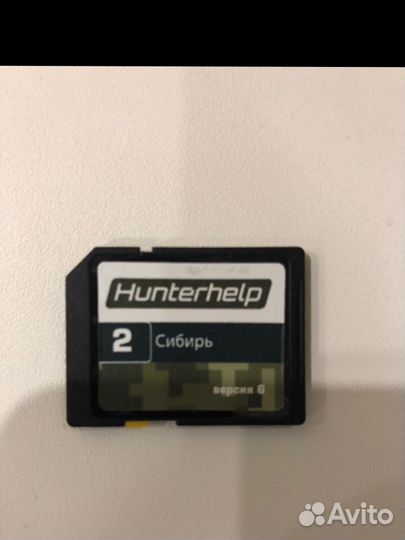 Hunterhelp
2 Сибирь
версия 6
Avito